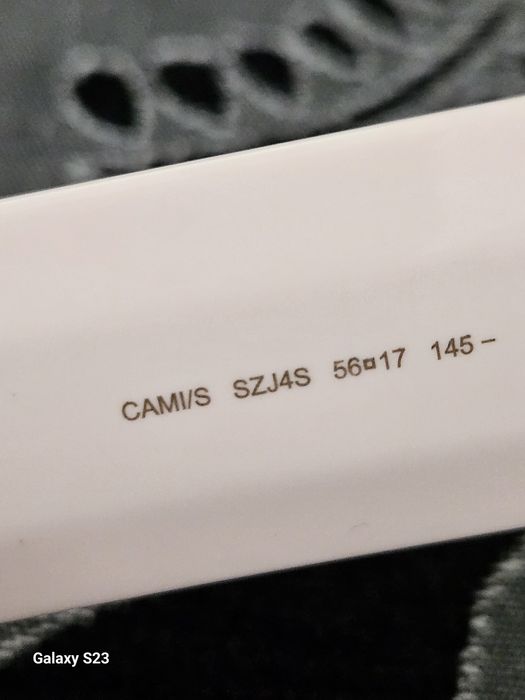 CAMI/S SZJ4S 56¤17 145 –
Galaxy S23